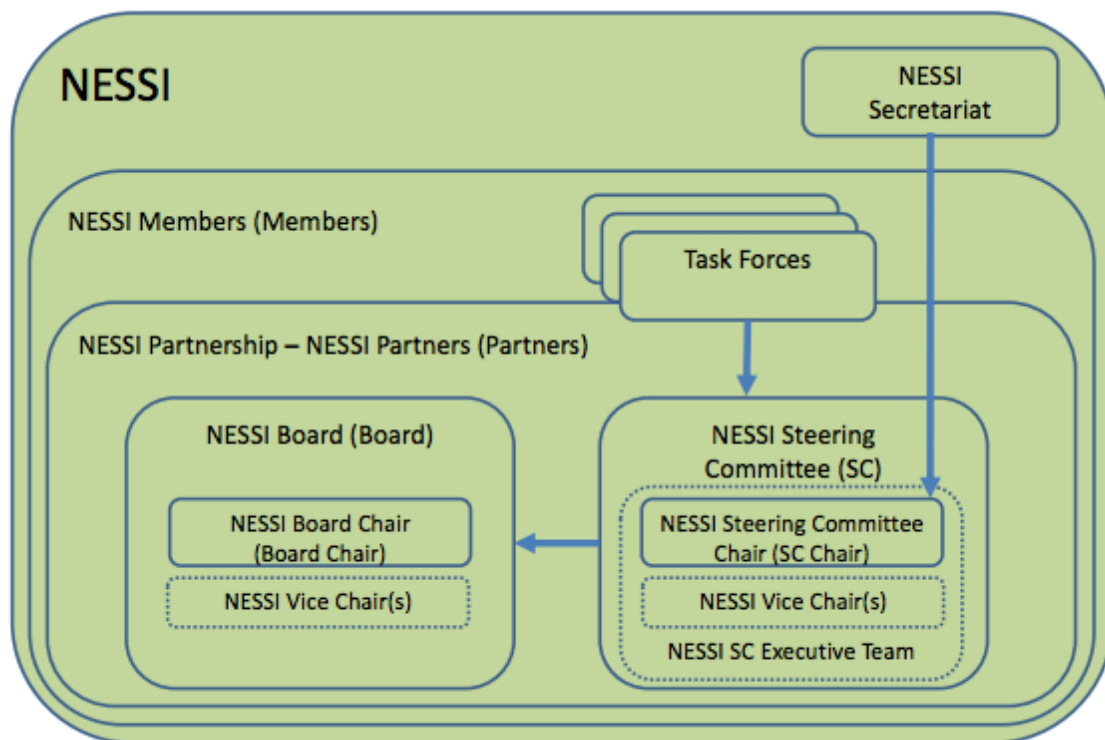 NESSI
NESSI
Secretariat
NESSI Members (Members)
Task Forces
NESSI Partnership – NESSI Partners (Partners)
NESSI Board (Board)
NESSI Board Chair
(Board Chair)
NESSI Vice Chair(s)
NESSI Steering
Committee (SC)
NESSI Steering Committee
Chair (SC Chair)
NESSI Vice Chair(s)
NESSI SC Executive Team